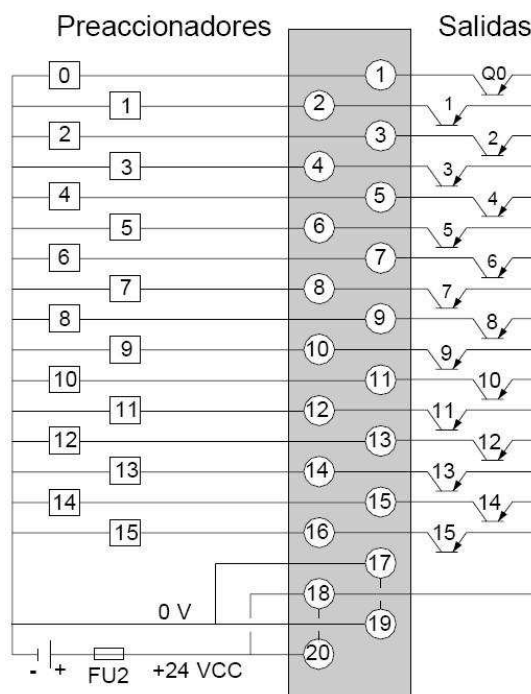 Preaccionadores Salidas
0 1 Q0
1 2 1
2 3 2
3 4 3
4 5 4
5 6 5
6 7 6
7 8 7
8 9 8
9 10 9
10 11 10
11 12 11
12 13 12
13 14 13
14 15 14
15 16 15
17
18
0 V 19
- + FU2 +24 VCC 20